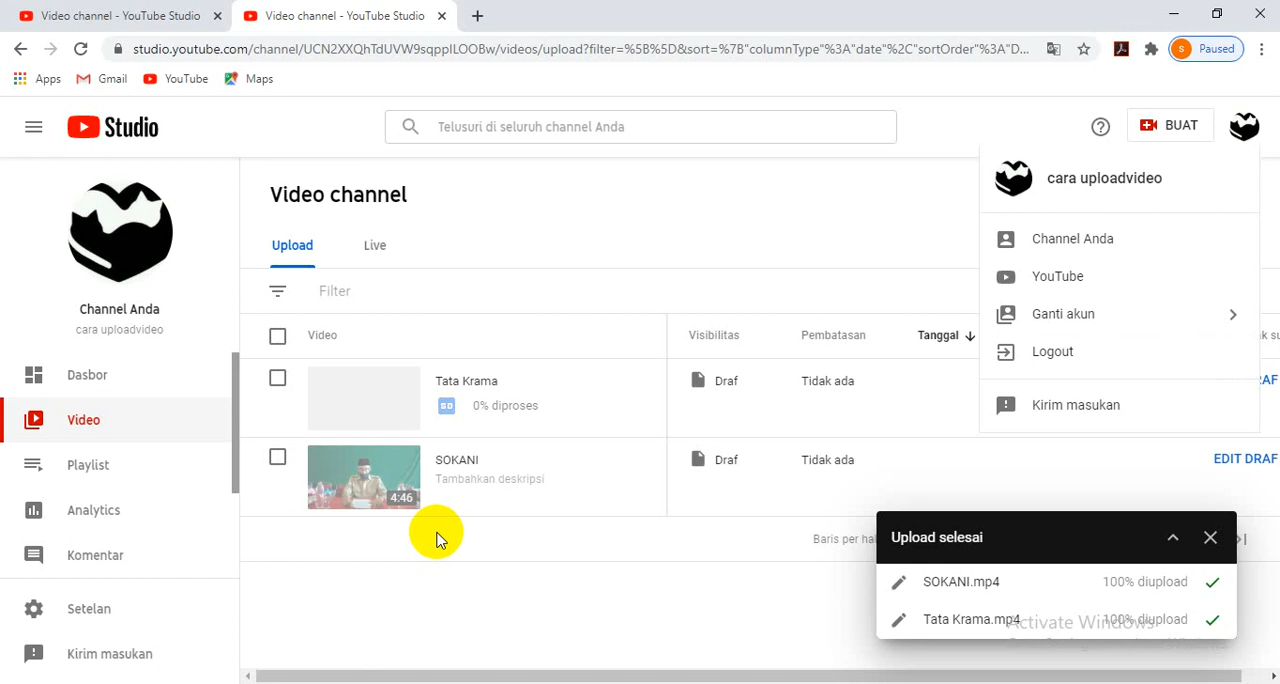 Video channel - YouTube Studio
Video channel - YouTube Studio
studio.youtube.com/channel/UCN2XXQhTdUVW9sqppILOOBw/videos/upload?filter=%5B%5D&sort=%7B"columnType"%3A"date"%2C"sortOrder"%3A"D...
S Paused
Apps Gmail YouTube Maps
Studio
Telusuri di seluruh channel Anda
BUAT
cara uploadvideo
Channel Anda
YouTube
Ganti akun
Logout
Kirim masukan
Channel Anda
cara uploadvideo
Dasbor
Video
Playlist
Analytics
Komentar
Setelan
Kirim masukan
Video channel
Upload Live
Filter
Video Visibilitas Pembatasan Tanggal
Tata Krama Draf Tidak ada
SD 0% diproses
SOKANI Draf Tidak ada EDIT DRAF
Tambahkan deskripsi
4:46
Baris per
Upload selesai
SOKANI.mp4 100% diupload
Tata Krama.mp4 100% diupload
Activate Windows